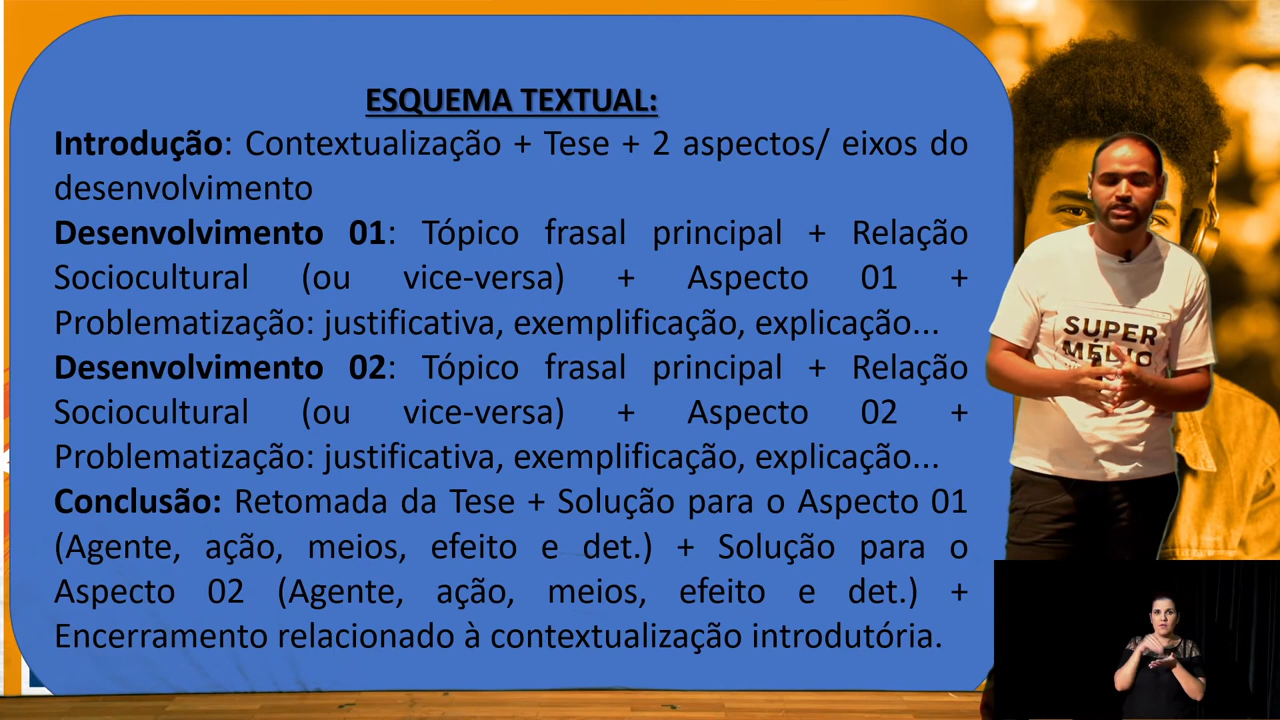 ESQUEMA TEXTUAL:
Introdução: Contextualização + Tese + 2 aspectos/ eixos do
desenvolvimento
Desenvolvimento 01: Tópico frasal principal + Relação
Sociocultural (ou vice-versa) + Aspecto 01 +
Problematização: justificativa, exemplificação, explicação...
Desenvolvimento 02: Tópico frasal principal + Relação
Sociocultural (ou vice-versa) + Aspecto 02 +
Problematização: justificativa, exemplificação, explicação...
Conclusão: Retomada da Tese + Solução para o Aspecto 01
(Agente, ação, meios, efeito e det.) + Solução para o
Aspecto 02 (Agente, ação, meios, efeito e det.) +
Encerramento relacionado à contextualização introdutória.
SUPER
MÉDIO